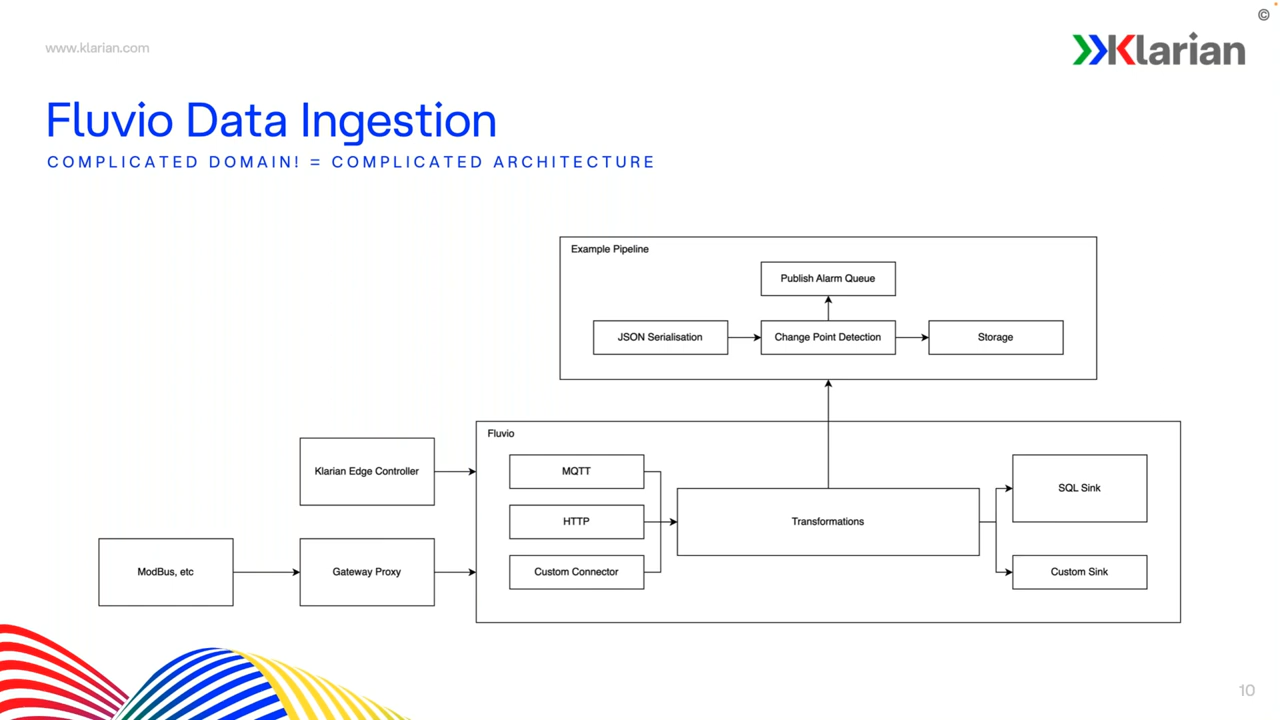 ©
www.klarian.com
Klarian
Fluvio Data Ingestion
COMPLICATED DOMAIN! = COMPLICATED ARCHITECTURE
Example Pipeline
Publish Alarm Queue
JSON Serialisation
Change Point Detection
Storage
Fluvio
Klarian Edge Controller
MQTT
SQL Sink
HTTP
Transformations
ModBus, etc
Gateway Proxy
Custom Connector
Custom Sink
10